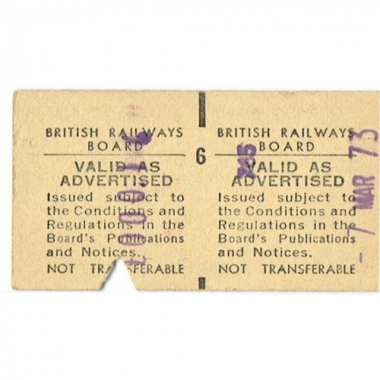 BRITISH RAILWAYS
BOARD
VALID AS
ADVERTISED
Issued subject to
the Conditions and
Regulations in the
Board's Publications
and Notices.
NOT TRANSFERABLE
6
BRITISH RAILWAYS
BOARD
VALID AS
ADVERTISED
Issued subject to
the Conditions and
Regulations in the
Board's Publications
and Notices.
NOT TRANSFERABLE
- 7 MAR 73